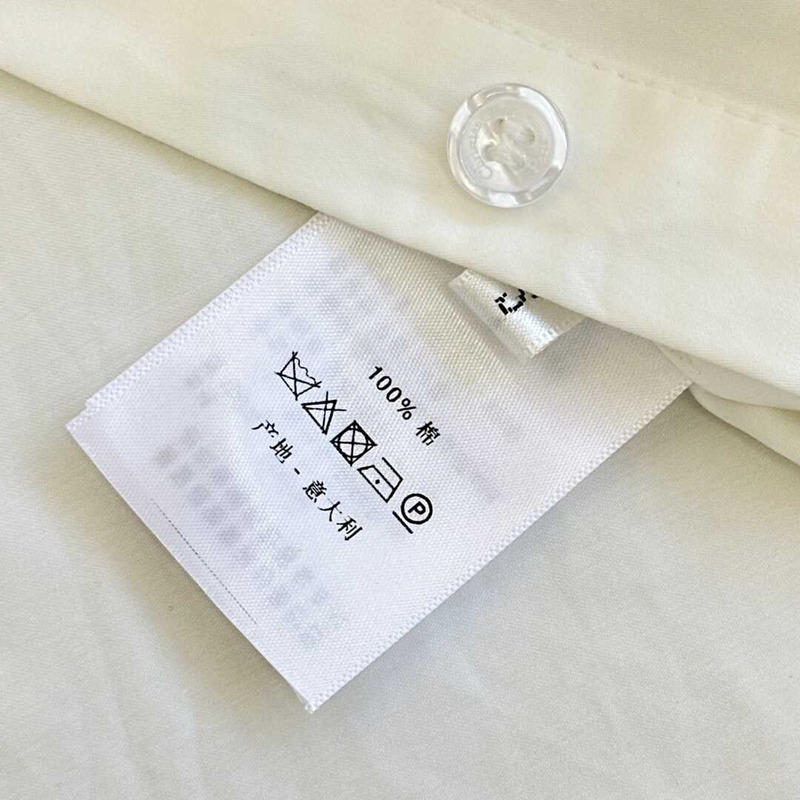 100% 棉
P
产地 - 意大利